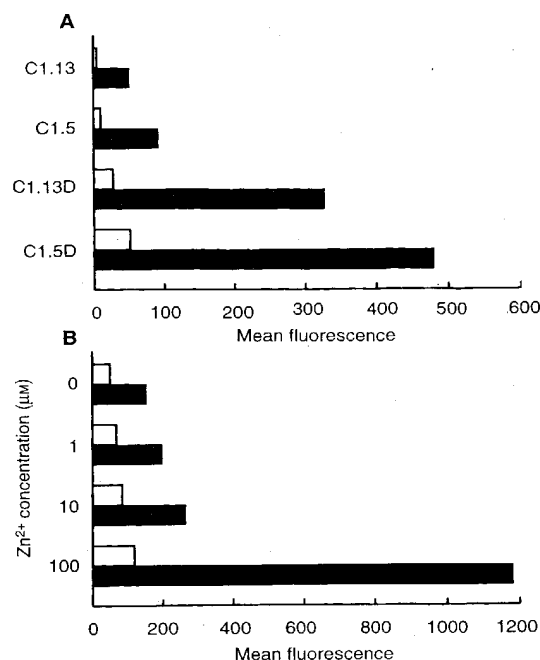 A
C1.13
C1.5
C1.13D
C1.5D
0 100 200 300 400 500 600
Mean fluorescence
B
Zn²⁺ concentration (μM)
0
1
10
100
0 200 400 600 800 1000 1200
Mean fluorescence